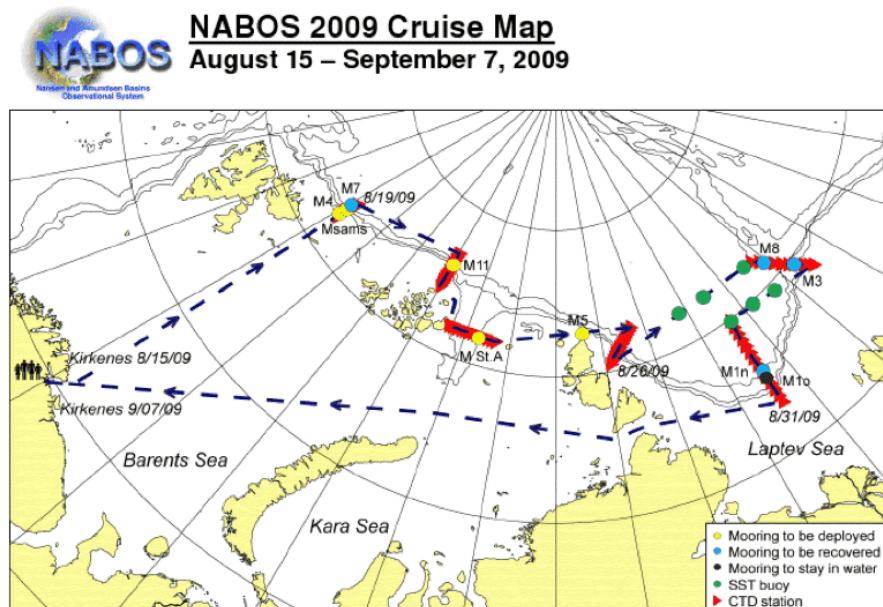 NABOS 2009 Cruise Map
August 15 – September 7, 2009
NABOS
Nansen and Amundsen Basins
Observational System
M7
8/19/09
M4
Msams
M11
M8
M3
M5
M St.A
Kirkenes 8/15/09
8/26/09
M1n
M1o
Kirkenes 9/07/09
8/31/09
Barents Sea
Laptev Sea
Kara Sea
Mooring to be deployed
Mooring to be recovered
Mooring to stay in water
SST buoy
CTD station